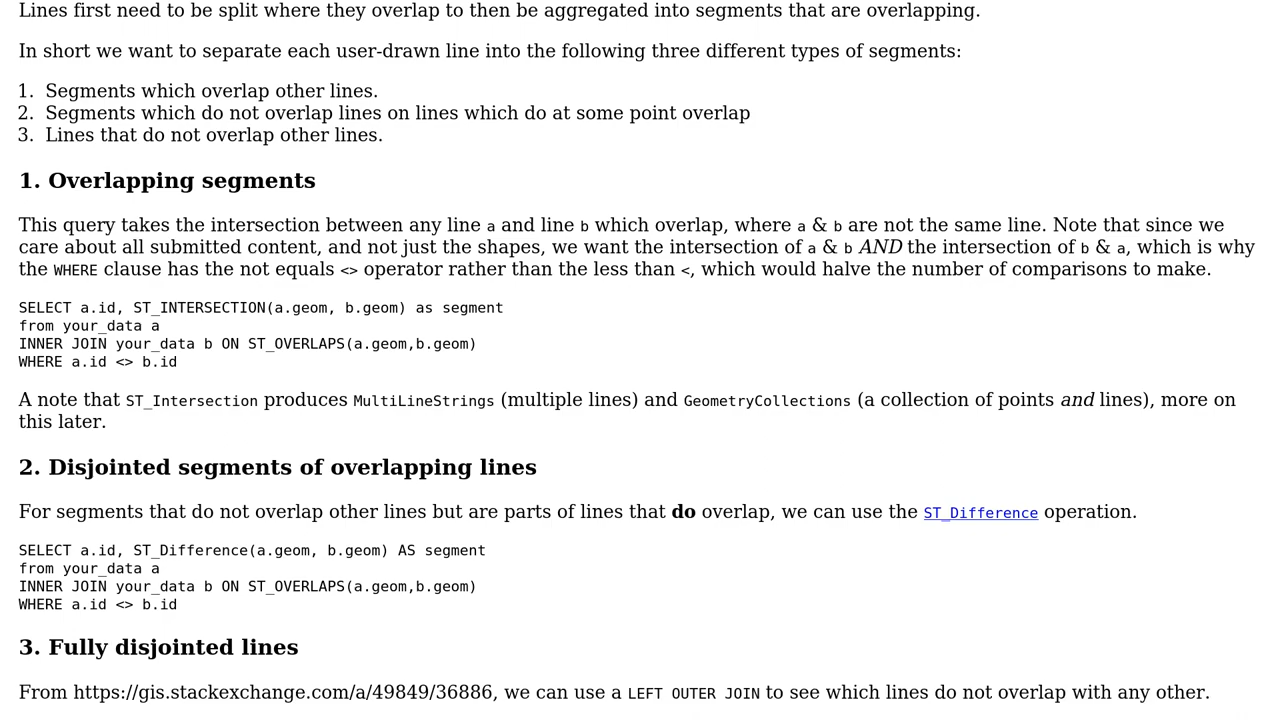 Lines first need to be split where they overlap to then be aggregated into segments that are overlapping.
In short we want to separate each user-drawn line into the following three different types of segments:
1. Segments which overlap other lines.
2. Segments which do not overlap lines on lines which do at some point overlap
3. Lines that do not overlap other lines.
1. Overlapping segments
This query takes the intersection between any line a and line b which overlap, where a & b are not the same line. Note that since we
care about all submitted content, and not just the shapes, we want the intersection of a & b AND the intersection of b & a, which is why
the WHERE clause has the not equals <> operator rather than the less than <, which would halve the number of comparisons to make.
SELECT a.id, ST_INTERSECTION(a.geom, b.geom) as segment
from your_data a
INNER JOIN your_data b ON ST_OVERLAPS(a.geom,b.geom)
WHERE a.id <> b.id
A note that ST_Intersection produces MultiLineStrings (multiple lines) and GeometryCollections (a collection of points and lines), more on
this later.
2. Disjointed segments of overlapping lines
For segments that do not overlap other lines but are parts of lines that do overlap, we can use the ST_Difference operation.
SELECT a.id, ST_Difference(a.geom, b.geom) AS segment
from your_data a
INNER JOIN your_data b ON ST_OVERLAPS(a.geom,b.geom)
WHERE a.id <> b.id
3. Fully disjointed lines
From https://gis.stackexchange.com/a/49849/36886, we can use a LEFT OUTER JOIN to see which lines do not overlap with any other.